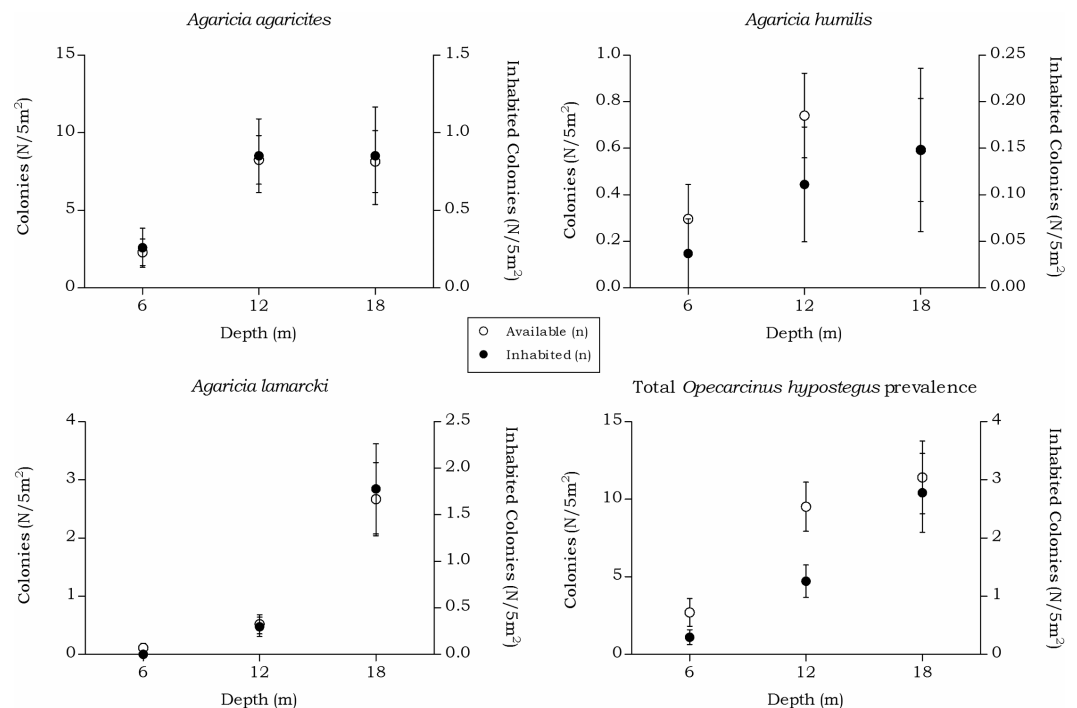 Agaricia agaricites
15
10
5
0
Colonies (N/5m²)
1.5
1.0
0.5
0.0
Inhabited Colonies (N/5m²)
6
12
18
Depth (m)
Agaricia humilis
1.0
0.8
0.6
0.4
0.2
0.0
Colonies (N/5m²)
0.25
0.20
0.15
0.10
0.05
0.00
Inhabited Colonies (N/5m²)
6
12
18
Depth (m)
Available (n)
Inhabited (n)
Agaricia lamarcki
4
3
2
1
0
Colonies (N/5m²)
2.5
2.0
1.5
1.0
0.5
0.0
Inhabited Colonies (N/5m²)
6
12
18
Depth (m)
Total Opecarcinus hypostegus prevalence
15
10
5
0
Colonies (N/5m²)
4
3
2
1
0
Inhabited Colonies (N/5m²)
6
12
18
Depth (m)